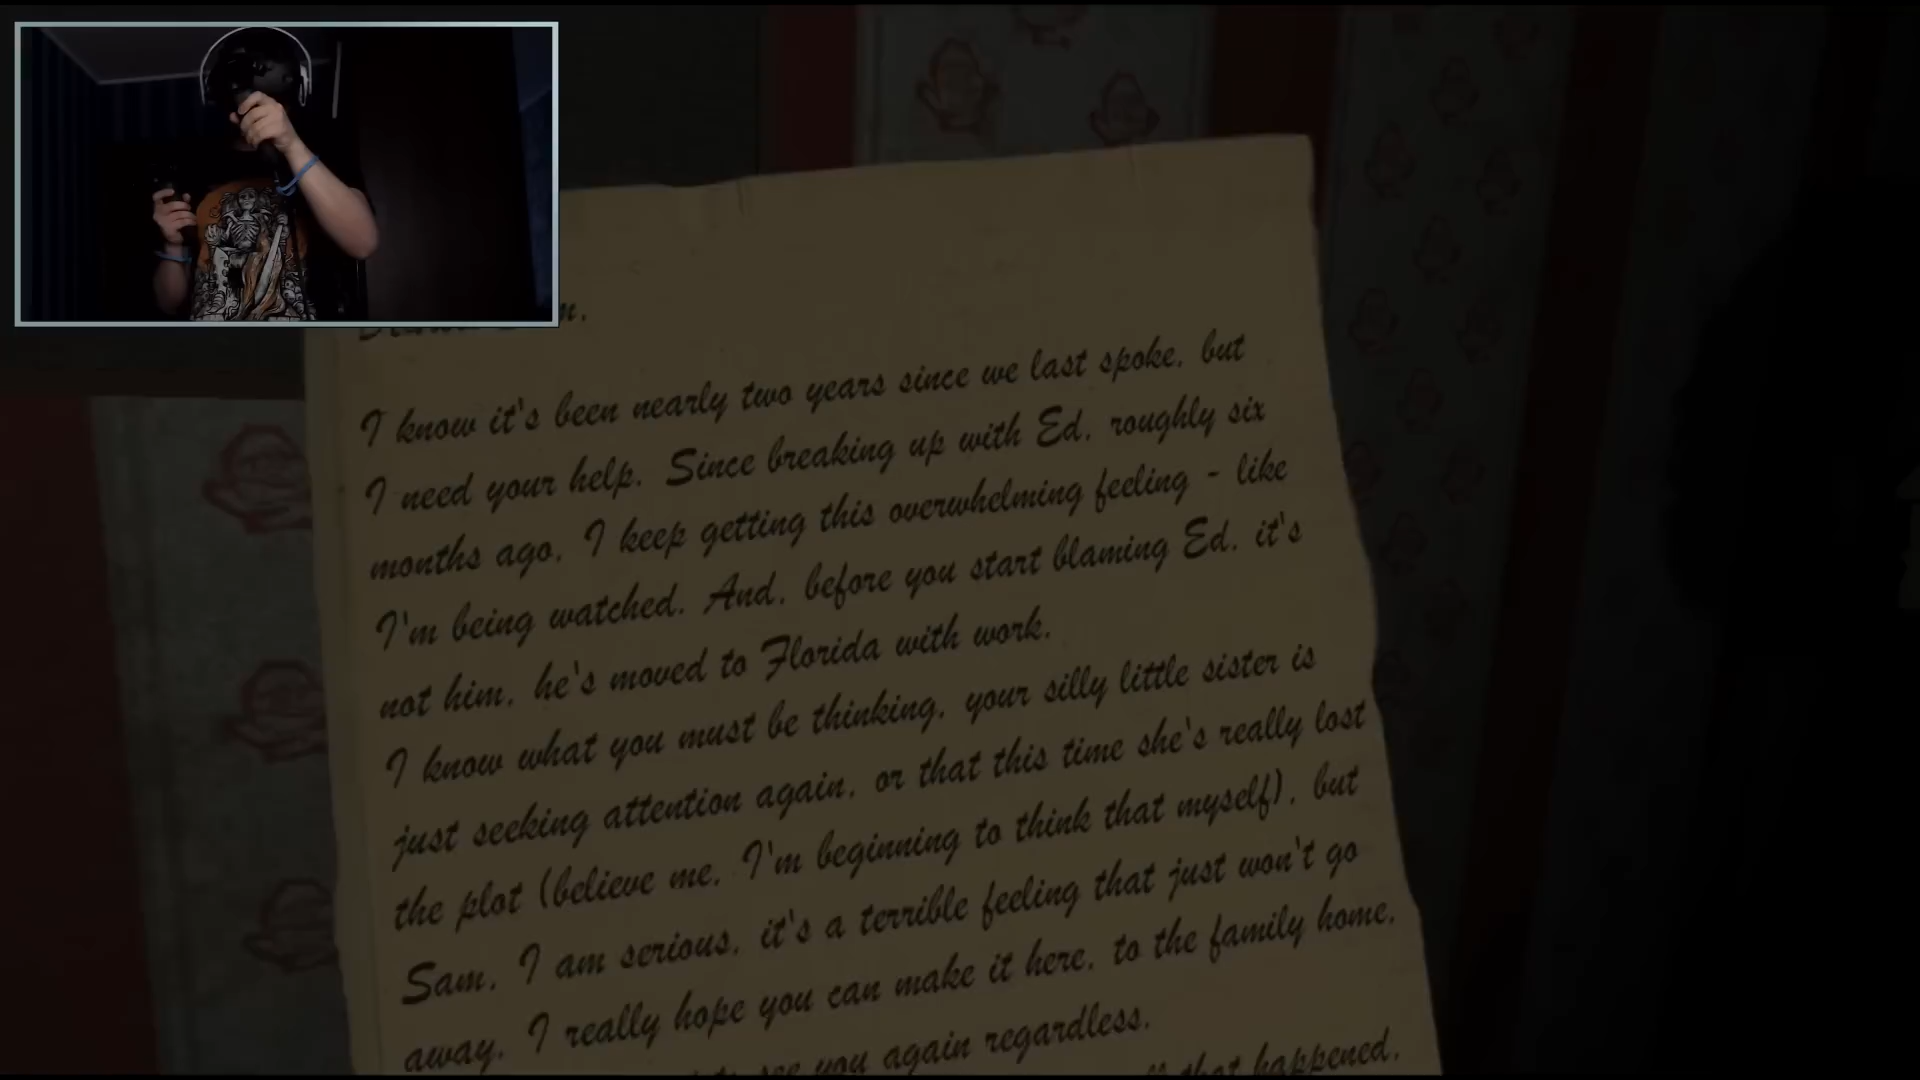 I know it's been nearly two years since we last spoke, but
I need your help. Since breaking up with Ed, roughly six
months ago, I keep getting this overwhelming feeling - like
I'm being watched. And, before you start blaming Ed, it's
not him, he's moved to Florida with work.
I know what you must be thinking, your silly little sister is
just seeking attention again, or that this time she's really lost
the plot (believe me, I'm beginning to think that myself), but
Sam, I am serious, it's a terrible feeling that just won't go
away. I really hope you can make it here, to the family home,
see you again regardless.
that happened,